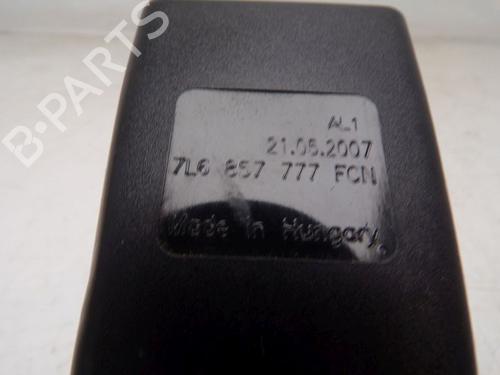 B-PARTS
AL1
21.05.2007
7L6 857 777 FCN
Made in Hungary